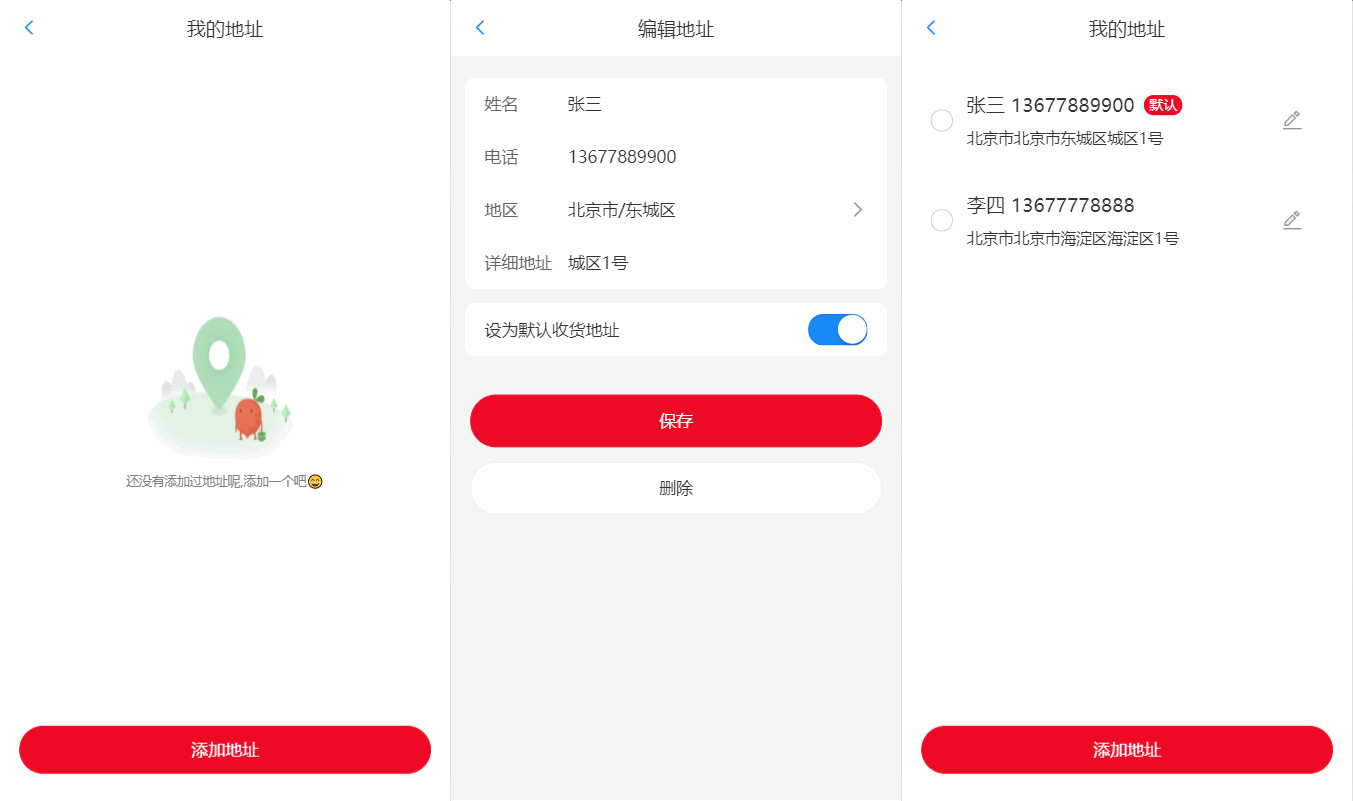 我的地址
还没有添加过地址呢,添加一个吧😄
添加地址
编辑地址
姓名 张三
电话 13677889900
地区 北京市/东城区
详细地址 城区1号
设为默认收货地址
保存
删除
我的地址
张三 13677889900 默认
北京市北京市东城区城区1号
李四 13677778888
北京市北京市海淀区海淀区1号
添加地址